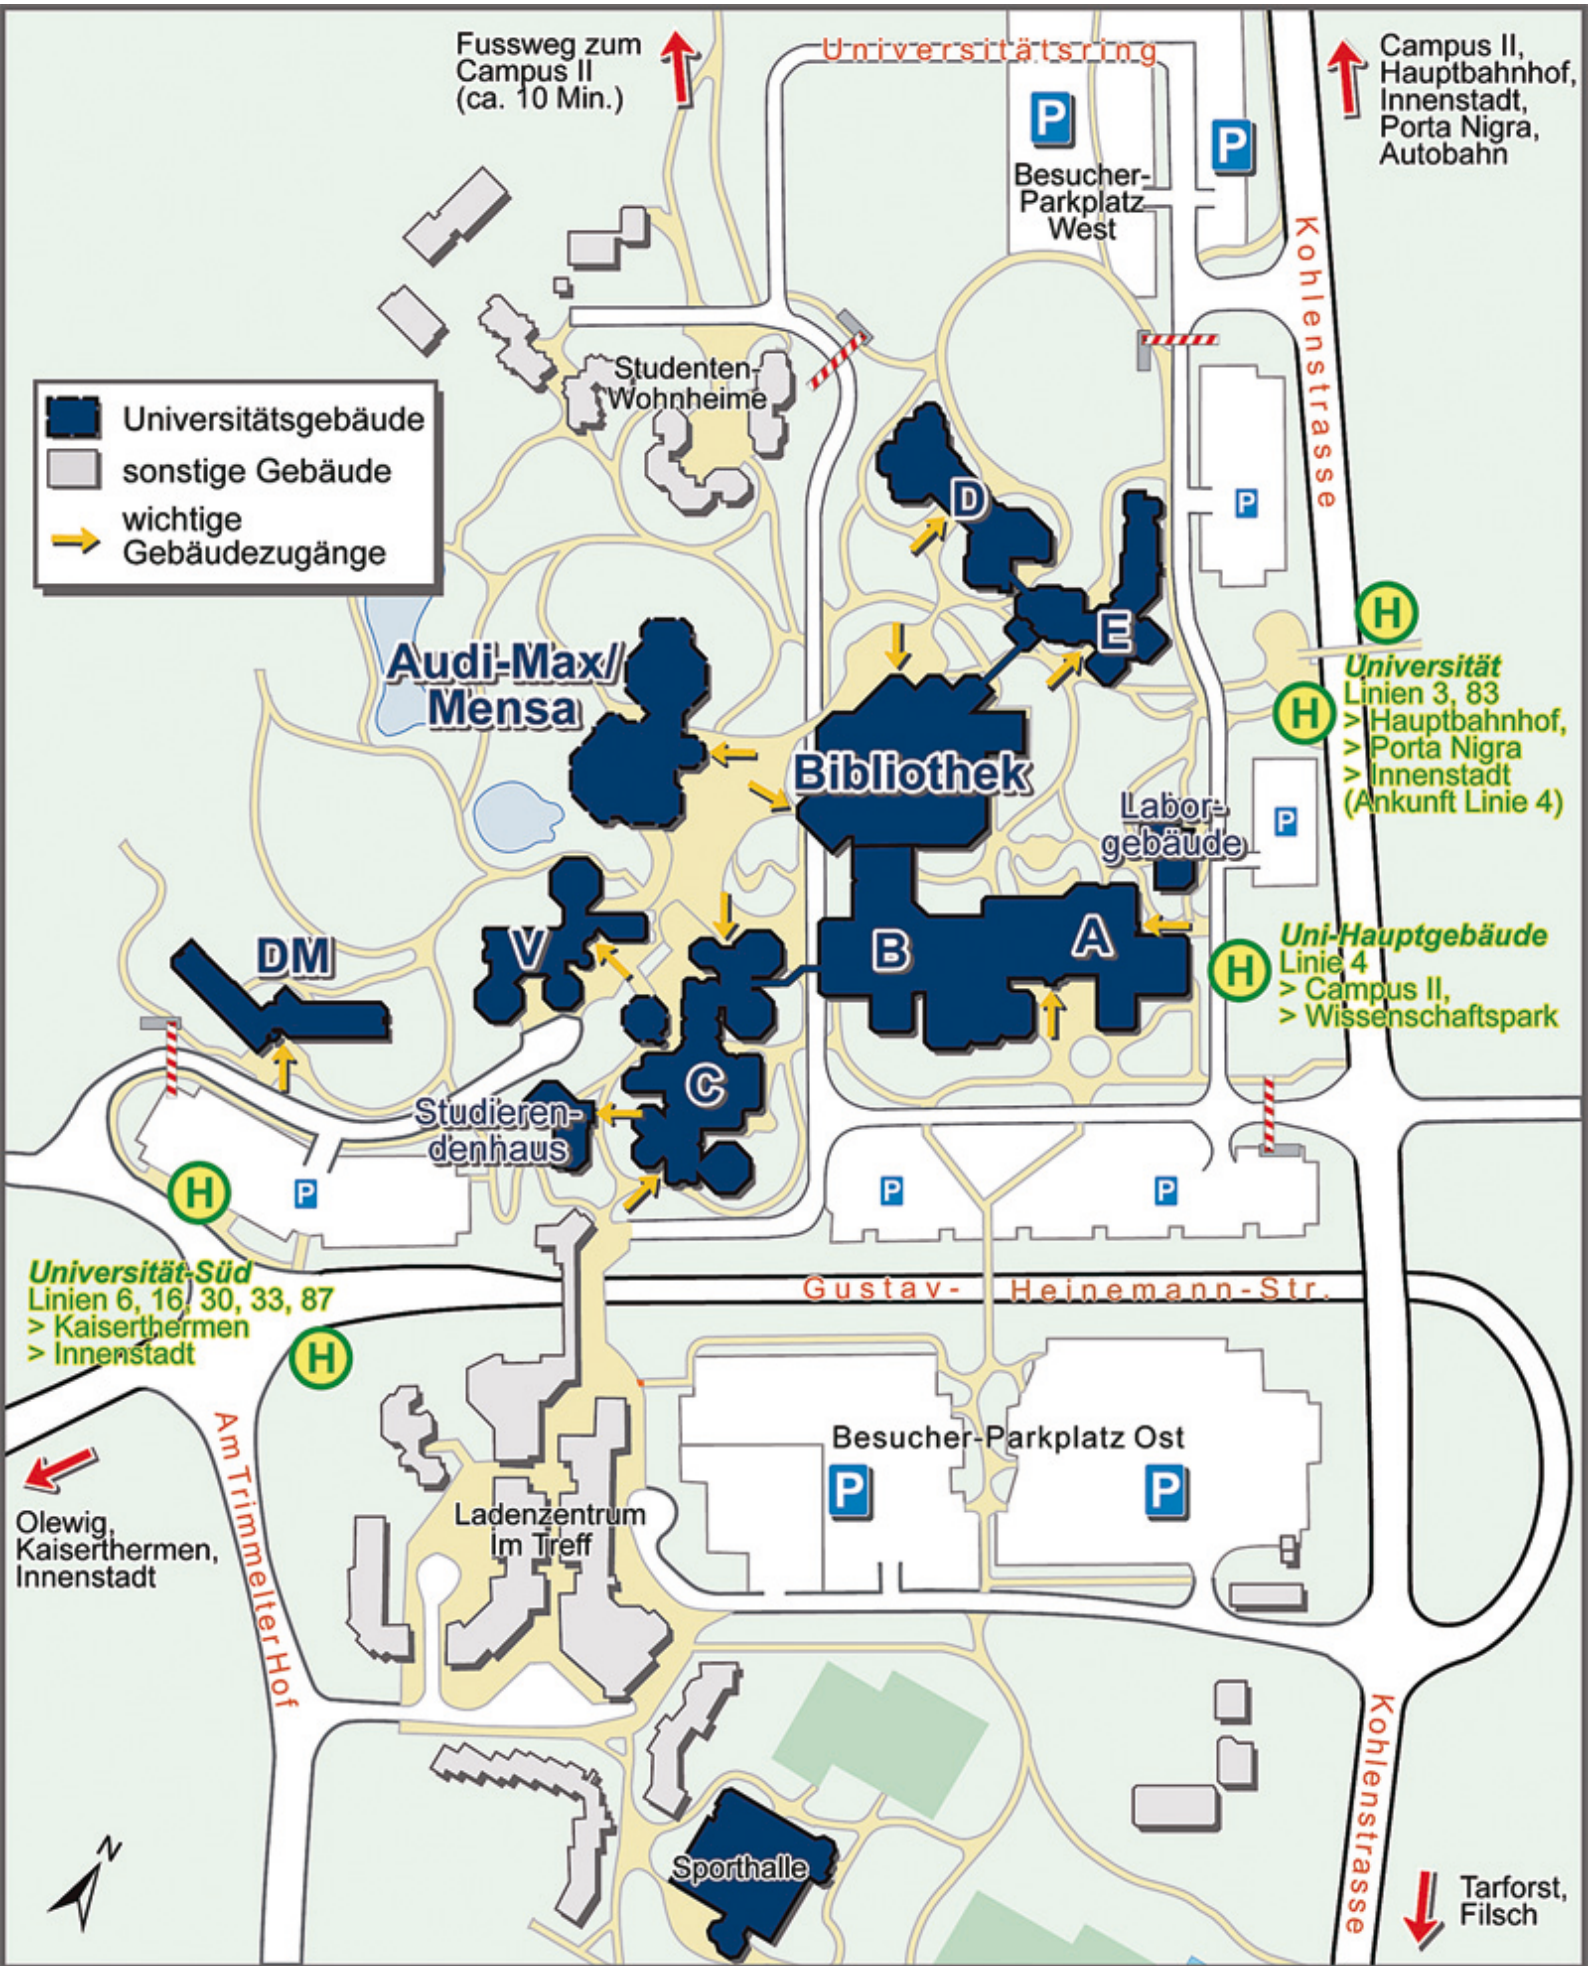 Fussweg zum
Campus II
(ca. 10 Min.)
Universitätsring
Campus II,
Hauptbahnhof,
Innenstadt,
Porta Nigra,
Autobahn
P
P
Besucher-
Parkplatz
West
Kohlenstrasse
Studenten-
Wohnheime
Universitätsgebäude
sonstige Gebäude
wichtige
Gebäudezugänge
D
P
E
H
Audi-Max/
Mensa
Universität
Linien 3, 83
> Hauptbahnhof,
> Porta Nigra
> Innenstadt
(Ankunft Linie 4)
H
Bibliothek
Labor-
gebäude
P
DM
V
B
A
H
Uni-Hauptgebäude
Linie 4
> Campus II,
> Wissenschaftspark
C
Studieren-
denhaus
H
P
P
P
Universität-Süd
Linien 6, 16, 30, 33, 87
> Kaiserthermen
> Innenstadt
H
Gustav- Heinemann-Str.
Am Trimmelter Hof
Besucher-Parkplatz Ost
P
P
Olewig,
Kaiserthermen,
Innenstadt
Ladenzentrum
Im Treff
Kohlenstrasse
N
Sporthalle
Tarforst,
Filsch